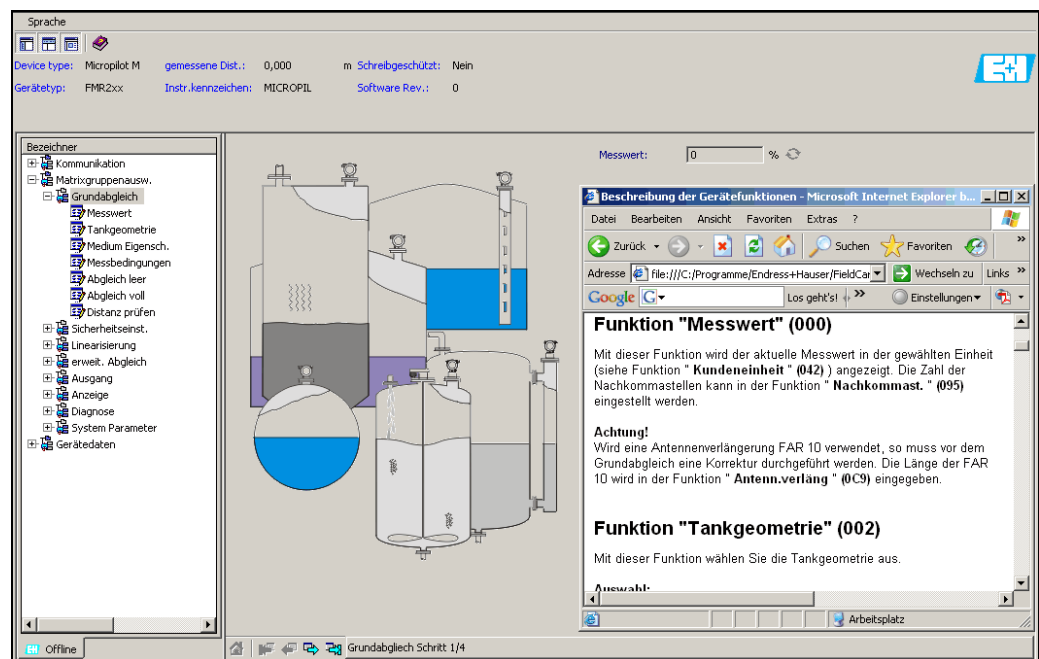 Sprache
Device type: Micropilot M gemessene Dist.: 0,000 m Schreibgeschützt: Nein
Gerätetyp: FMR2xx Instr.kennzeichen: MICROPIL Software Rev.: 0
E+H
Bezeichner
Kommunikation
Matrixgruppenausw.
Grundabgleich
Messwert
Tankgeometrie
Medium Eigensch.
Messbedingungen
Abgleich leer
Abgleich voll
Distanz prüfen
Sicherheitseinst.
Linearisierung
erweit. Abgleich
Ausgang
Anzeige
Diagnose
System Parameter
Gerätedaten
Offline
Messwert: 0 %
Beschreibung der Gerätefunktionen - Microsoft Internet Explorer b...
Datei Bearbeiten Ansicht Favoriten Extras ?
Zurück Suchen Favoriten »
Adresse file:///C:/Programme/Endress+Hauser/FieldCar Wechseln zu Links »
Google G Los geht's! » Einstellungen
Funktion "Messwert" (000)
Mit dieser Funktion wird der aktuelle Messwert in der gewählten Einheit
(siehe Funktion " Kundeneinheit " (042) ) angezeigt. Die Zahl der
Nachkommastellen kann in der Funktion " Nachkommast. " (095)
eingestellt werden.
Achtung!
Wird eine Antennenverlängerung FAR 10 verwendet, so muss vor dem
Grundabgleich eine Korrektur durchgeführt werden. Die Länge der FAR
10 wird in der Funktion " Antenn.verläng " (0C9) eingegeben.
Funktion "Tankgeometrie" (002)
Mit dieser Funktion wählen Sie die Tankgeometrie aus.
Auswahl:
Arbeitsplatz
Grundabgliech Schritt 1/4